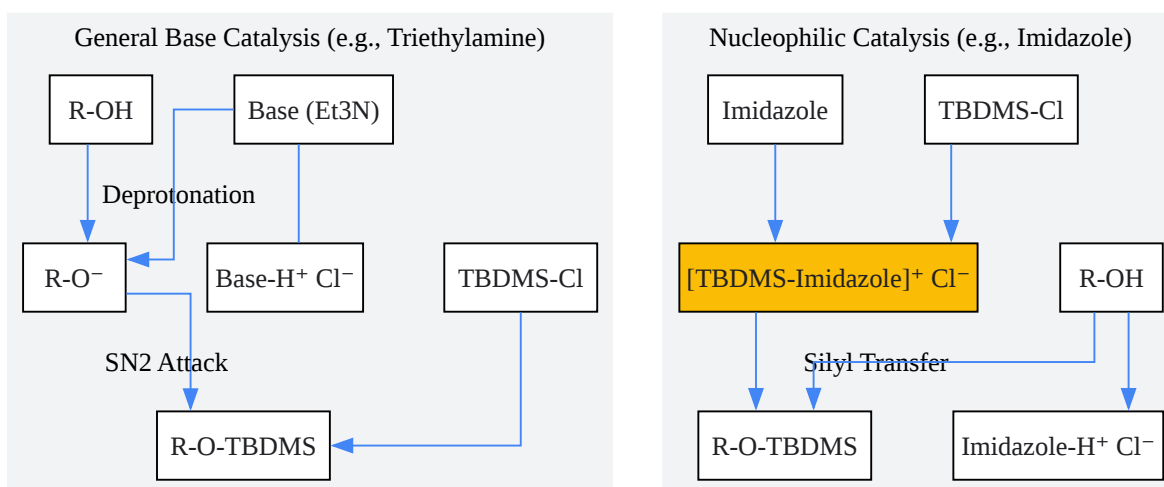 General Base Catalysis (e.g., Triethylamine)
R-OH
Base (Et3N)
Deprotonation
R-O⁻
Base-H⁺ Cl⁻
TBDMS-Cl
SN2 Attack
R-O-TBDMS
Nucleophilic Catalysis (e.g., Imidazole)
Imidazole
TBDMS-Cl
[TBDMS-Imidazole]⁺ Cl⁻
R-OH
Silyl Transfer
R-O-TBDMS
Imidazole-H⁺ Cl⁻